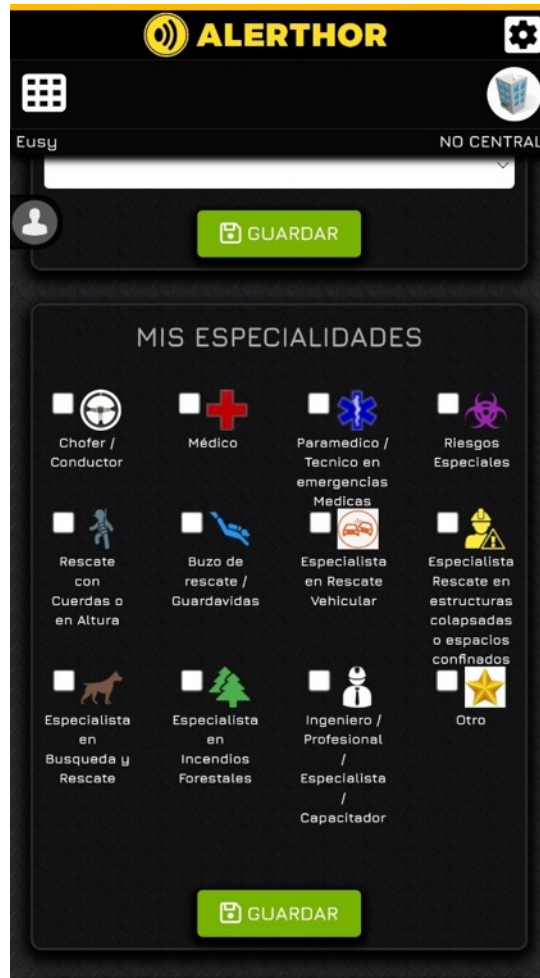 ALERTHOR
Eusy
NO CENTRAL
GUARDAR
MIS ESPECIALIDADES
Chofer /
Conductor
Médico
Paramedico /
Tecnico en
emergencias
Medicas
Riesgos
Especiales
Rescate
con
Cuerdas o
en Altura
Buzo de
rescate /
Guardavidas
Especialista
en Rescate
Vehicular
Especialista
Rescate en
estructuras
colapsadas
o espacios
confinados
Especialista
en
Busqueda y
Rescate
Especialista
en
Incendios
Forestales
Ingeniero /
Profesional
/
Especialista
/
Capacitador
Otro
GUARDAR